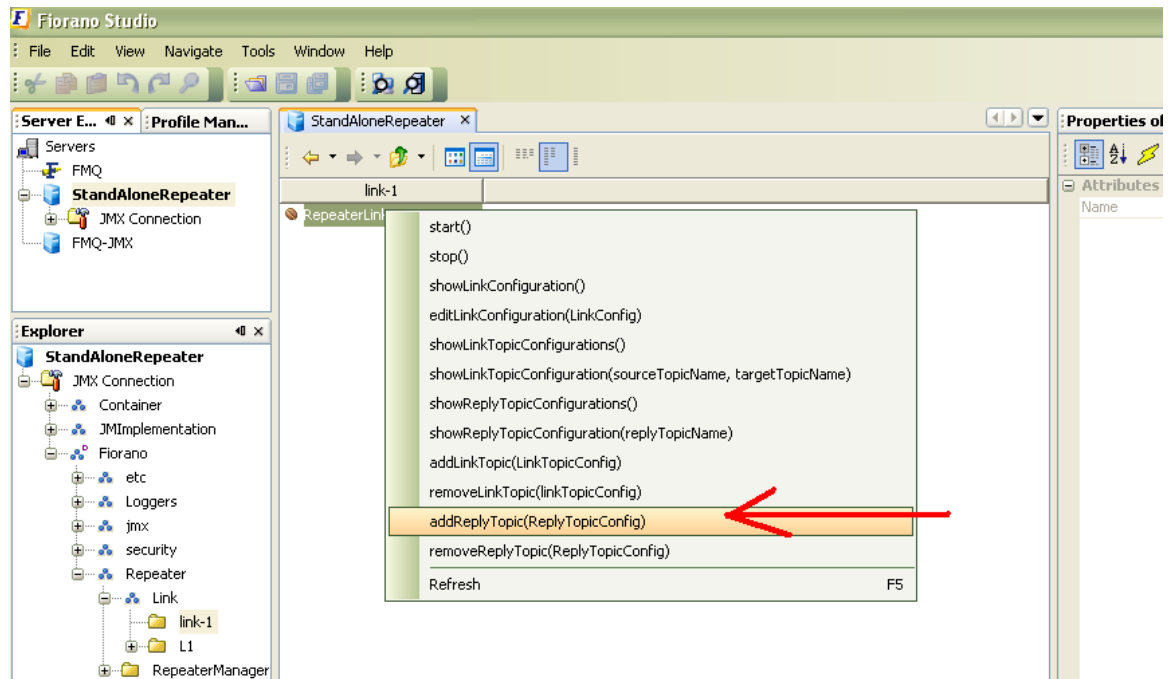 Fiorano Studio
File Edit View Navigate Tools Window Help
Server E... Profile Man...
StandAloneRepeater
Properties of
Servers
FMQ
StandAloneRepeater
JMX Connection
FMQ-JMX
link-1
RepeaterLink
Attributes
Name
start()
stop()
showLinkConfiguration()
editLinkConfiguration(LinkConfig)
showLinkTopicConfigurations()
showLinkTopicConfiguration(sourceTopicName, targetTopicName)
showReplyTopicConfigurations()
showReplyTopicConfiguration(replyTopicName)
addLinkTopic(LinkTopicConfig)
removeLinkTopic(linkTopicConfig)
addReplyTopic(ReplyTopicConfig)
removeReplyTopic(ReplyTopicConfig)
Refresh F5
Explorer
StandAloneRepeater
JMX Connection
Container
JMImplementation
Fiorano
etc
Loggers
jmx
security
Repeater
Link
link-1
L1
RepeaterManager